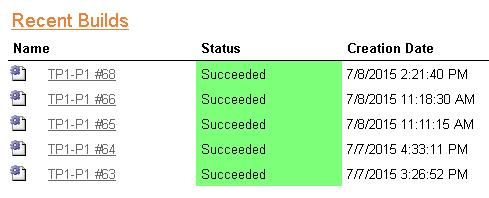 Recent Builds
Name Status Creation Date
TP1-P1 #68 Succeeded 7/8/2015 2:21:40 PM
TP1-P1 #66 Succeeded 7/8/2015 11:18:30 AM
TP1-P1 #65 Succeeded 7/8/2015 11:11:15 AM
TP1-P1 #64 Succeeded 7/7/2015 4:33:11 PM
TP1-P1 #63 Succeeded 7/7/2015 3:26:52 PM